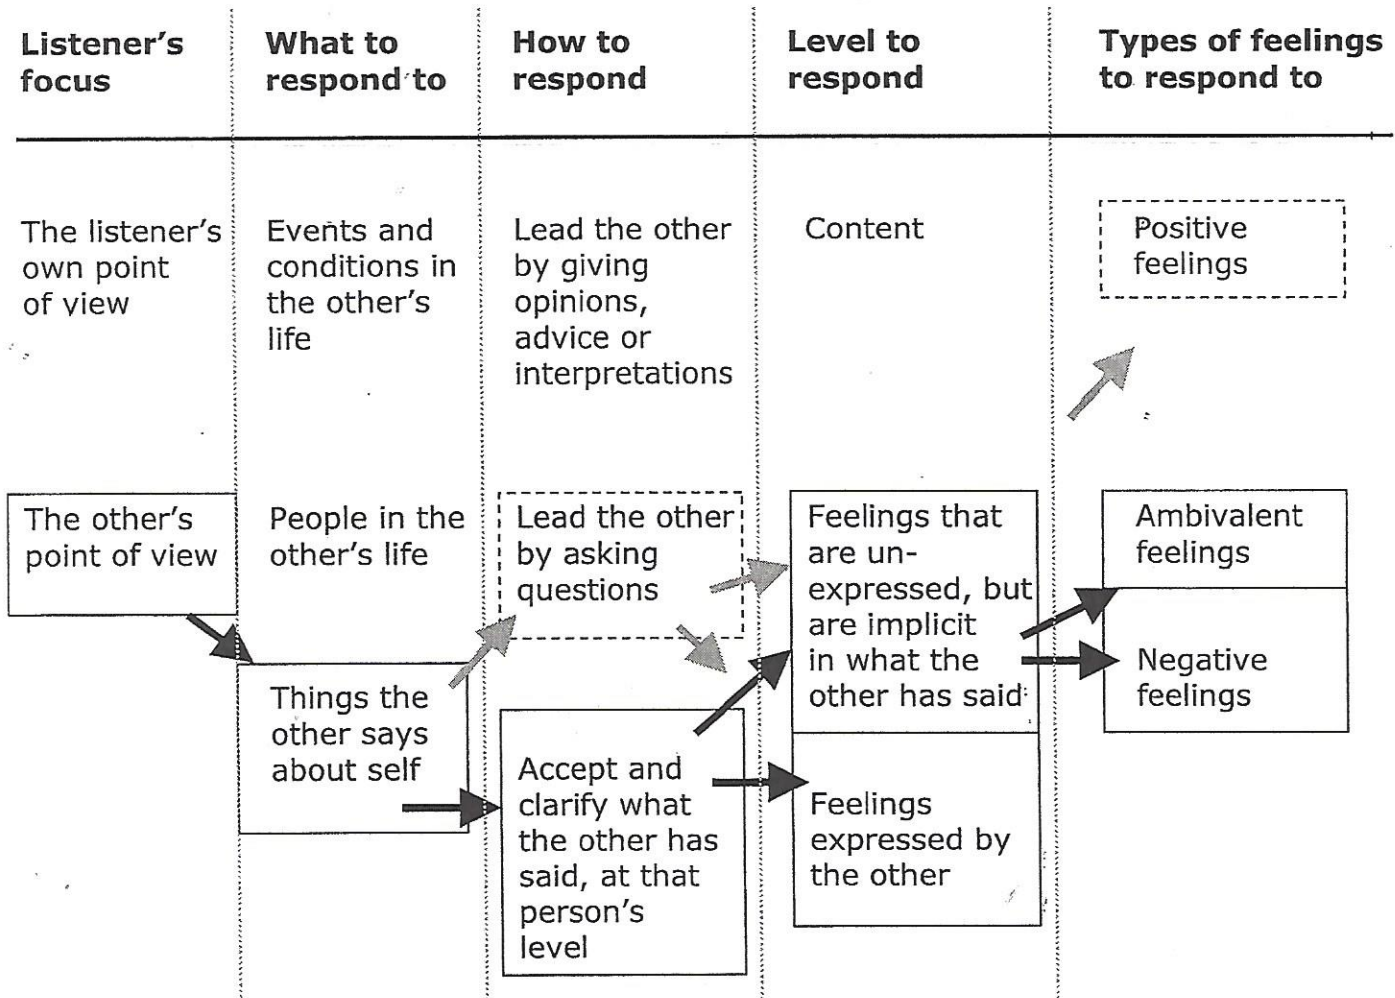 Listener's
focus
What to
respond to
How to
respond
Level to
respond
Types of feelings
to respond to
The listener's
own point
of view
Events and
conditions in
the other's
life
Lead the other
by giving
opinions,
advice or
interpretations
Content
Positive
feelings
The other's
point of view
People in the
other's life
Things the
other says
about self
Lead the other
by asking
questions
Accept and
clarify what
the other has
said, at that
person's
level
Feelings that
are un-
expressed, but
are implicit
in what the
other has said
Feelings
expressed by
the other
Ambivalent
feelings
Negative
feelings